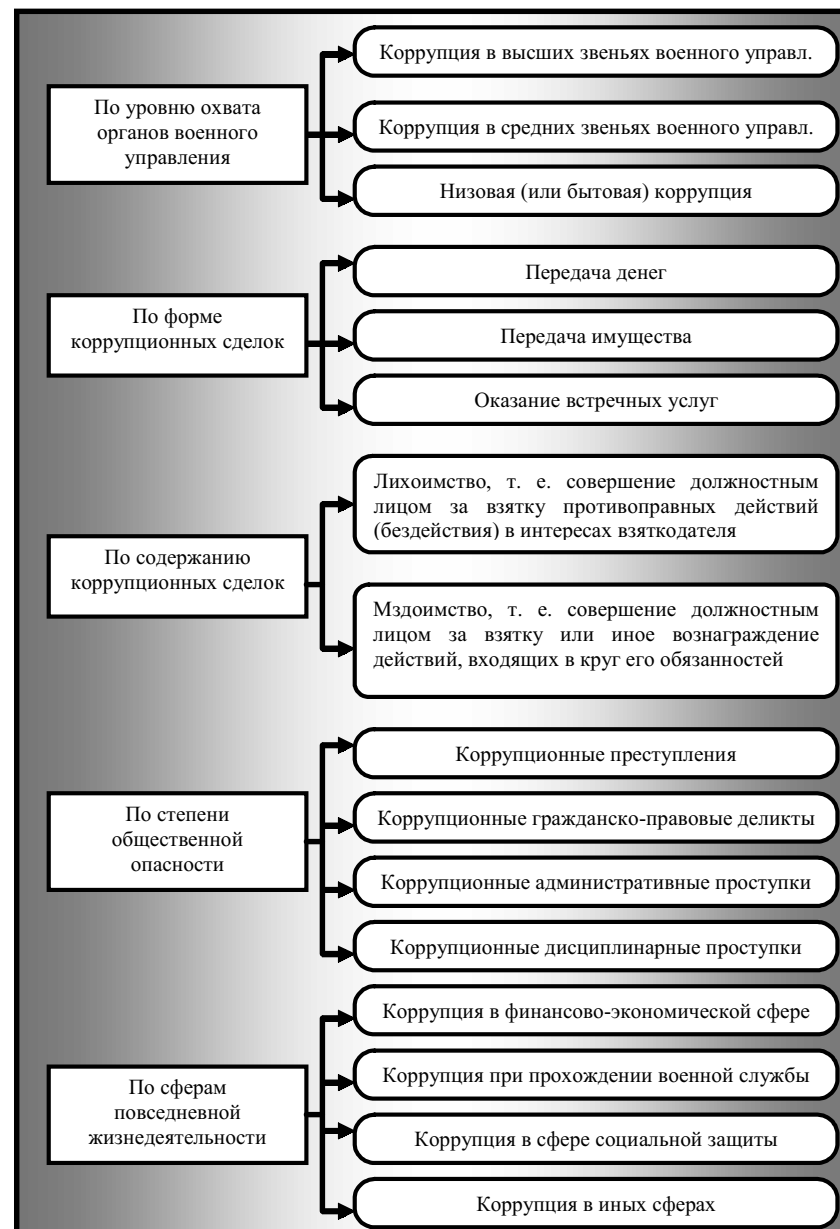 По уровню охвата
органов военного
управления
Коррупция в высших звеньях военного управл.
Коррупция в средних звеньях военного управл.
Низовая (или бытовая) коррупция
По форме
коррупционных сделок
Передача денег
Передача имущества
Оказание встречных услуг
По содержанию
коррупционных сделок
Лихоимство, т. е. совершение должностным
лицом за взятку противоправных действий
(бездействия) в интересах взяткодателя
Мздоимство, т. е. совершение должностным
лицом за взятку или иное вознаграждение
действий, входящих в круг его обязанностей
По степени
общественной
опасности
Коррупционные преступления
Коррупционные гражданско-правовые деликты
Коррупционные административные проступки
Коррупционные дисциплинарные проступки
По сферам
повседневной
жизнедеятельности
Коррупция в финансово-экономической сфере
Коррупция при прохождении военной службы
Коррупция в сфере социальной защиты
Коррупция в иных сферах